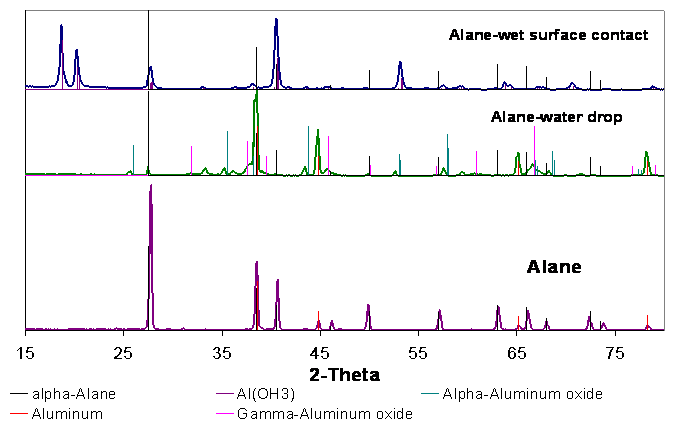 Alane-wet surface contact
Alane-water drop
Alane
15 25 35 45 55 65 75
2-Theta
alpha-Alane Al(OH3) Alpha-Aluminum oxide
Aluminum Gamma-Aluminum oxide